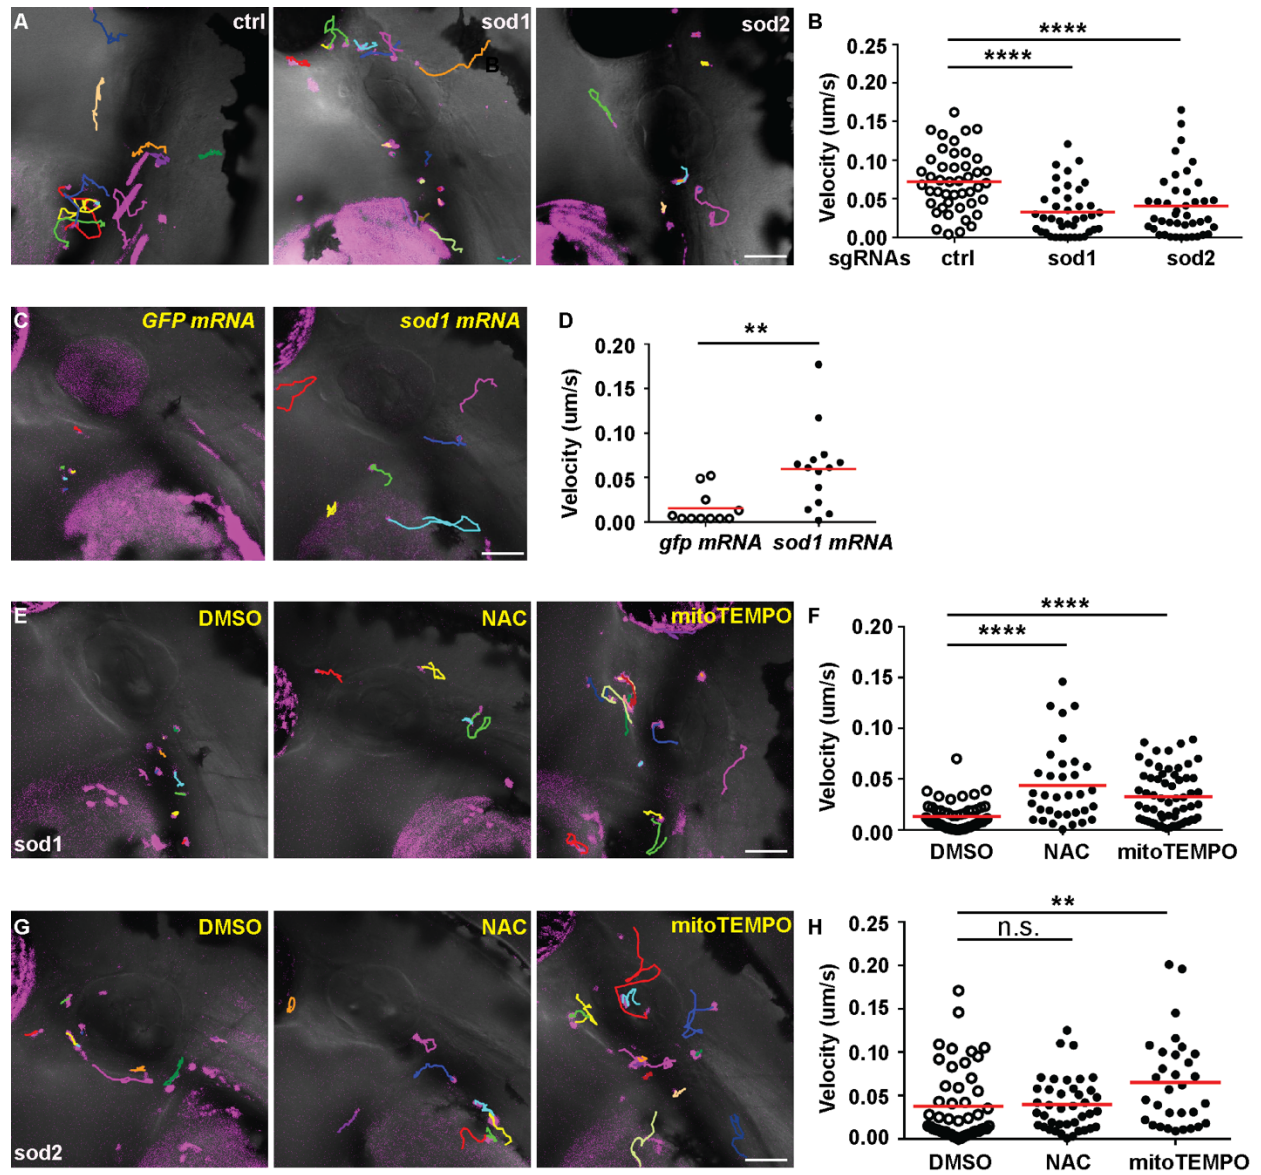 A ctrl sod1 B sod2
B
**** 
****
0.25
0.20
0.15
0.10
0.05
0.00
Velocity (um/s)
sgRNAs ctrl sod1 sod2
C GFP mRNA sod1 mRNA
D
**
0.20
0.15
0.10
0.05
0.00
Velocity (um/s)
gfp mRNA sod1 mRNA
E DMSO NAC mitoTEMPO
sod1
F
****
****
0.20
0.15
0.10
0.05
0.00
Velocity (um/s)
DMSO NAC mitoTEMPO
G DMSO NAC mitoTEMPO
sod2
H
**
n.s.
0.25
0.20
0.15
0.10
0.05
0.00
Velocity (um/s)
DMSO NAC mitoTEMPO